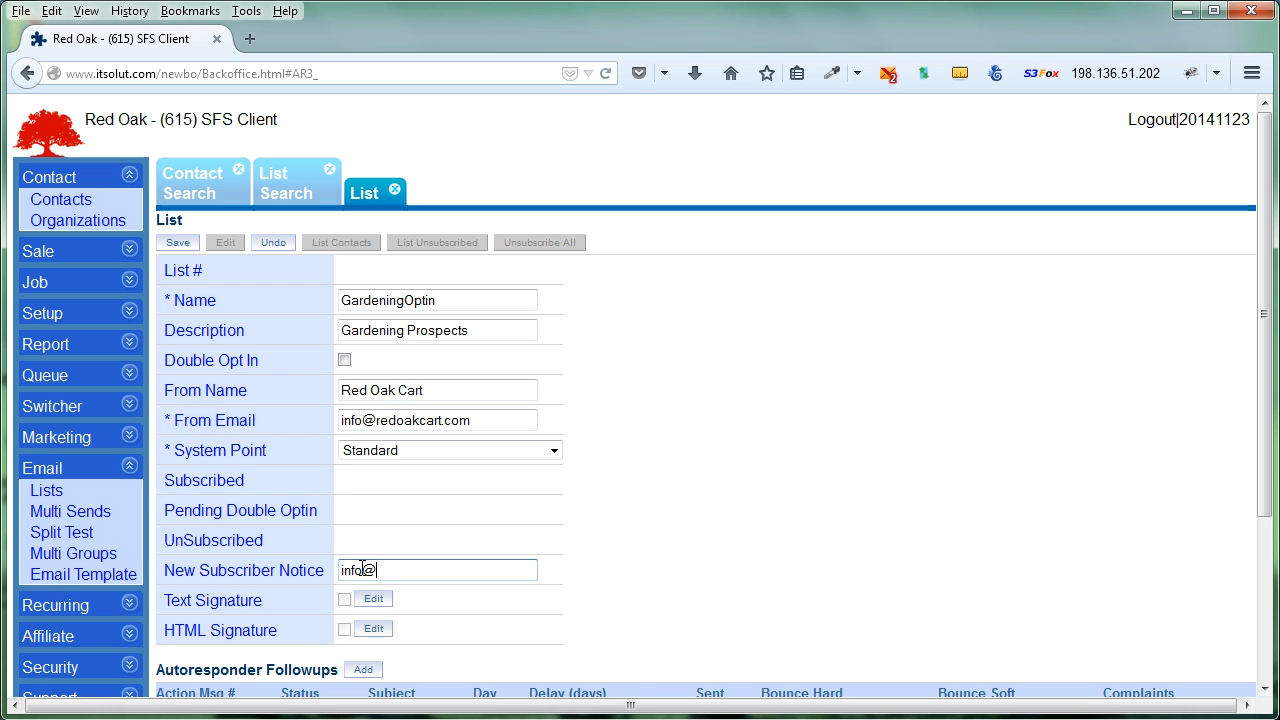 File Edit View History Bookmarks Tools Help
Red Oak - (615) SFS Client
www.itsolut.com/newbo/Backoffice.html#AR3_
2
S3Fox 198.136.51.202
Red Oak - (615) SFS Client
Logout|20141123
Contact
Contacts
Organizations
Sale
Job
Setup
Report
Queue
Switcher
Marketing
Email
Lists
Multi Sends
Split Test
Multi Groups
Email Template
Recurring
Affiliate
Security
Support
Contact Search
List Search
List
List
Save Edit Undo List Contacts List Unsubscribed Unsubscribe All
List #
* Name GardeningOptin
Description Gardening Prospects
Double Opt In
From Name Red Oak Cart
* From Email info@redoakcart.com
* System Point Standard
Subscribed
Pending Double Optin
UnSubscribed
New Subscriber Notice info@
Text Signature Edit
HTML Signature Edit
Autoresponder Followups Add
Action Msg # Status Subject Day Delay (days) Sent Bounce Hard Bounce Soft Complaints